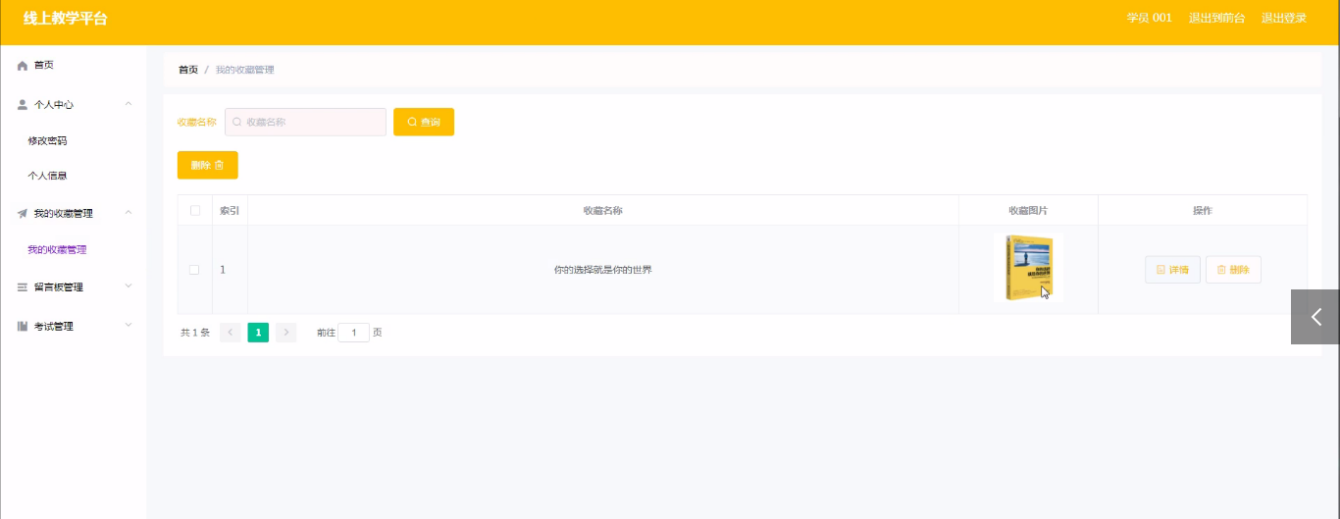 线上教学平台
学员 001 退出到前台 退出登录
首页
个人中心
修改密码
个人信息
我的收藏管理
我的收藏管理
留言板管理
考试管理
首页 / 我的收藏管理
收藏名称 收藏名称 查询
删除
索引 收藏名称 收藏图片 操作
1 你的选择就是你的世界 详情 删除
共 1 条 1 前往 1 页